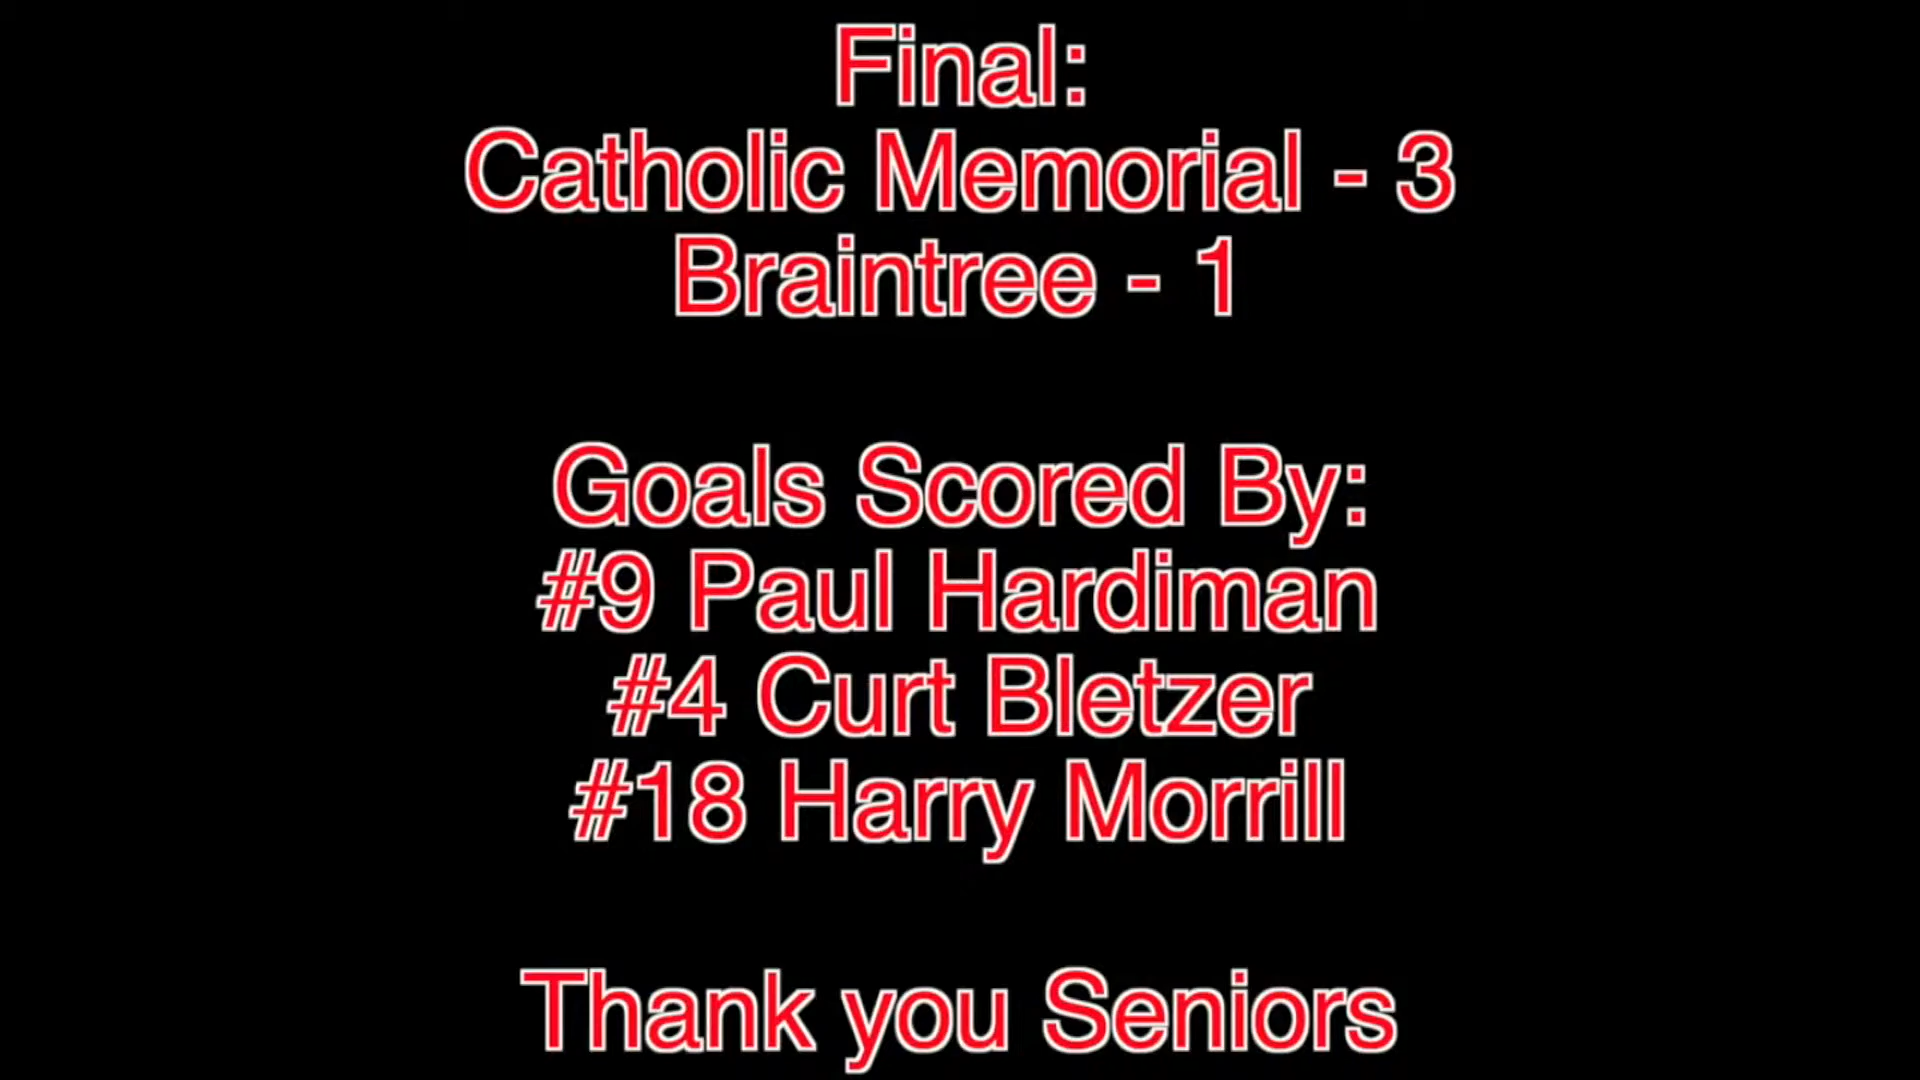 Final:
Catholic Memorial - 3
Braintree - 1
Goals Scored By:
#9 Paul Hardiman
#4 Curt Bletzer
#18 Harry Morrill
Thank you Seniors